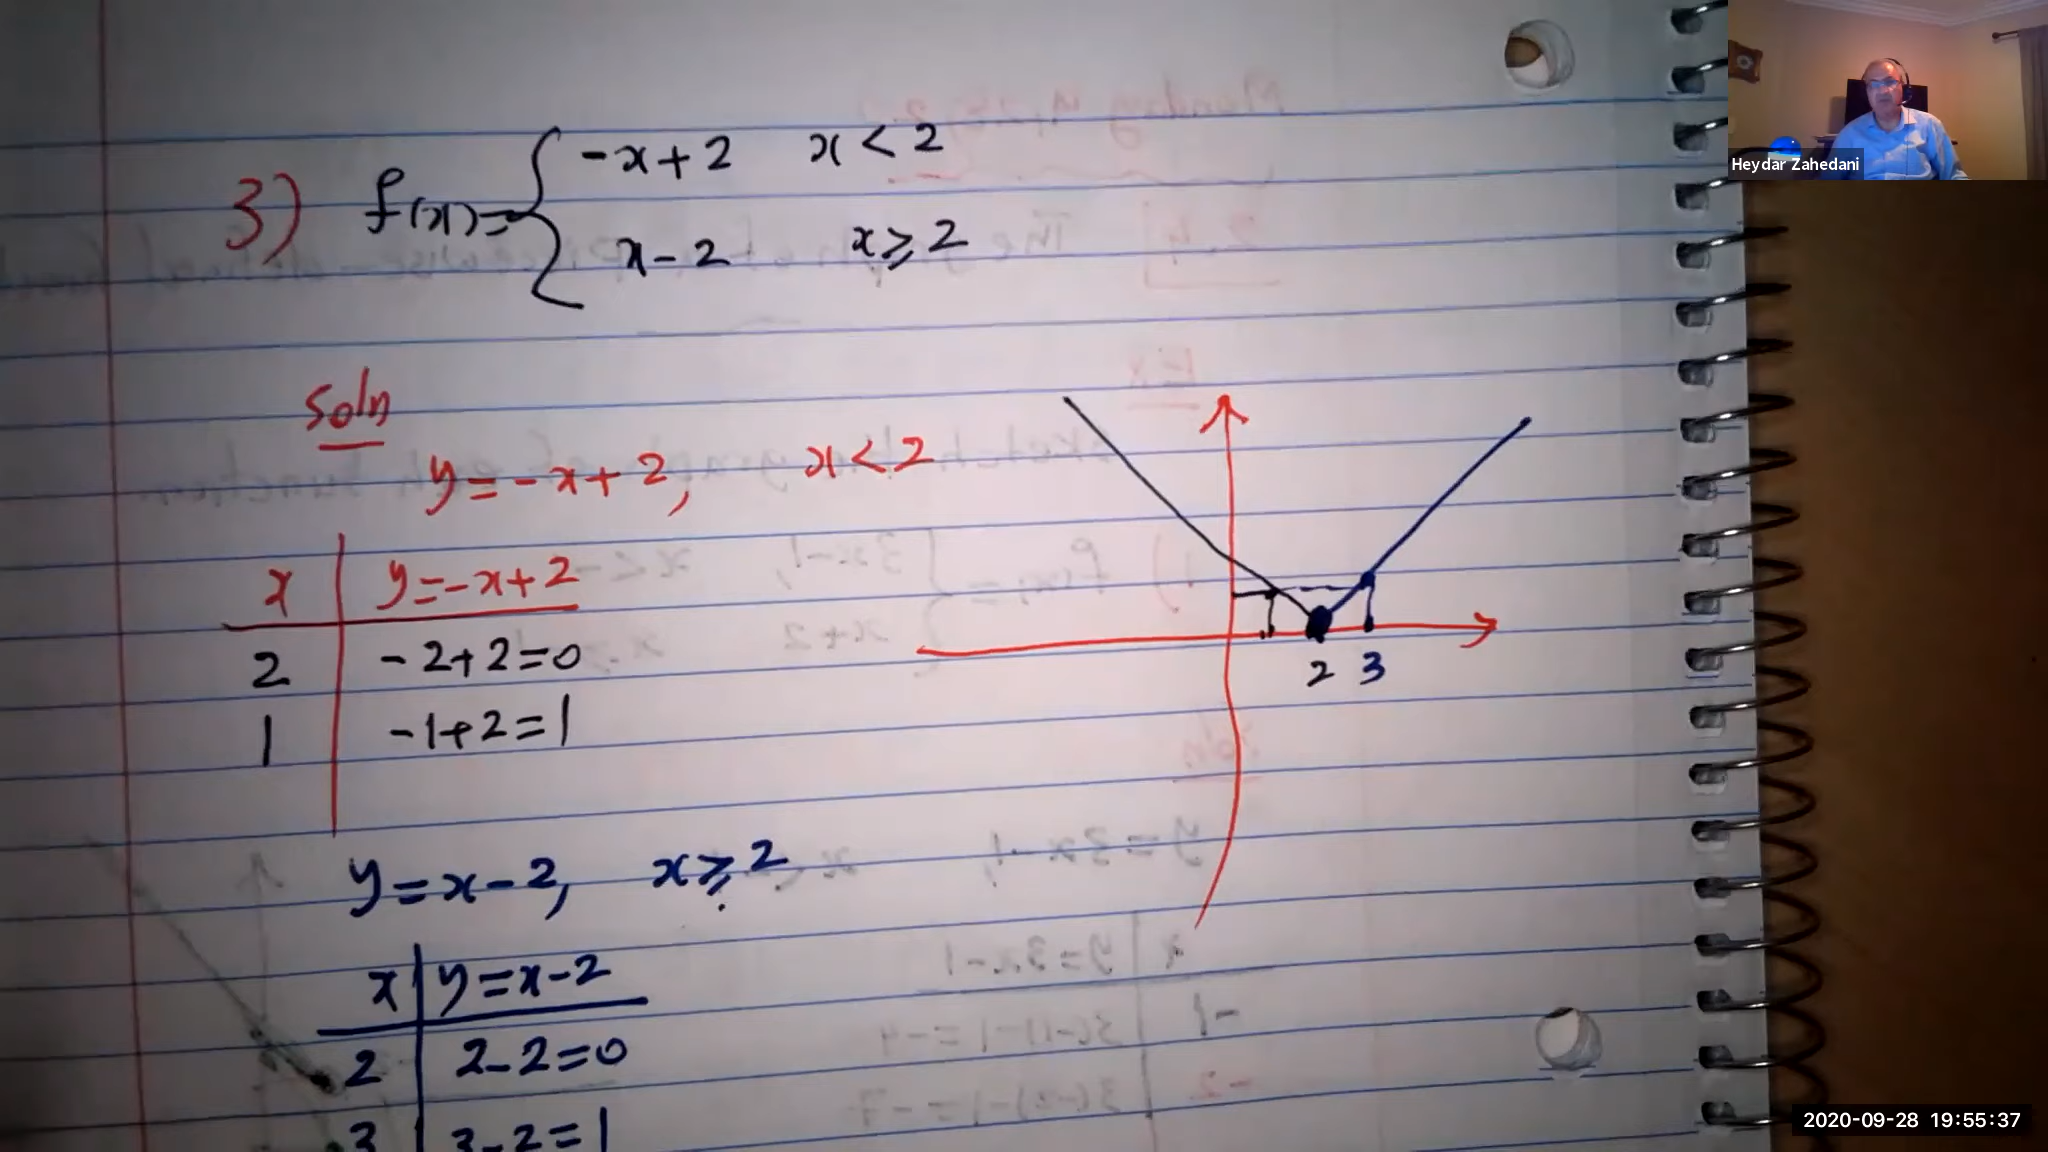 Heydar Zahedani
3) f(x)= { -x+2 x<2
x-2 x≥2
Soln
y=-x+2, x<2
x y=-x+2
2 -2+2=0
1 -1+2=1
2 3
y=x-2, x≥2
x y=x-2
2 2-2=0
3 3-2=1
2020-09-28 19:55:37